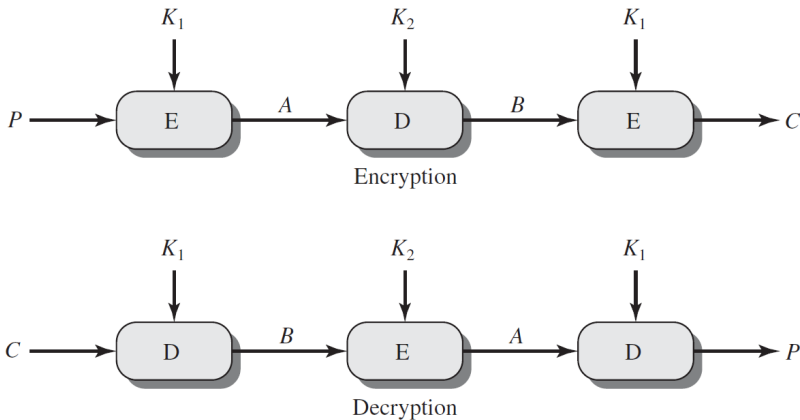 K₁ K₂ K₁
P E A D B E C
Encryption
K₁ K₂ K₁
C D B E A D P
Decryption